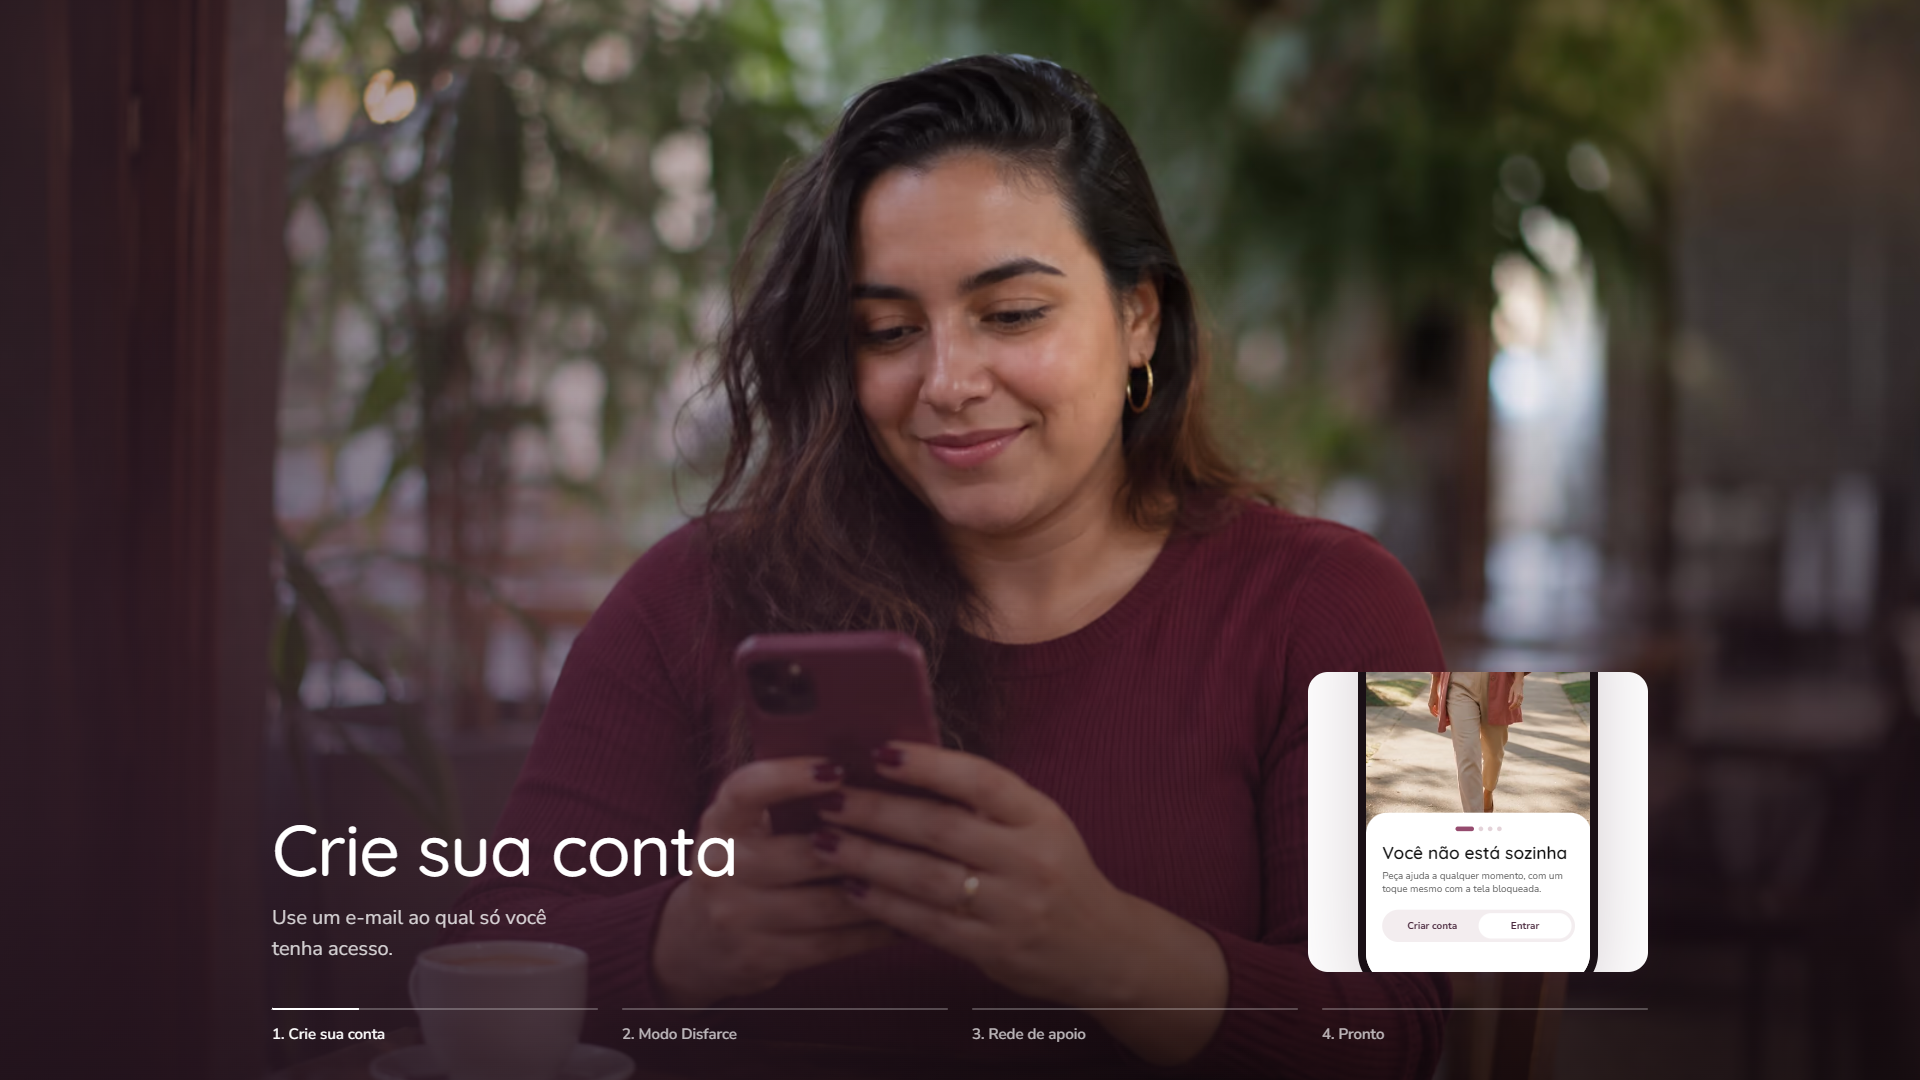 Crie sua conta
Use um e-mail ao qual só você
tenha acesso.
Você não está sozinha
Peça ajuda a qualquer momento, com um
toque mesmo com a tela bloqueada.
Criar conta
Entrar
1. Crie sua conta
2. Modo Disfarce
3. Rede de apoio
4. Pronto